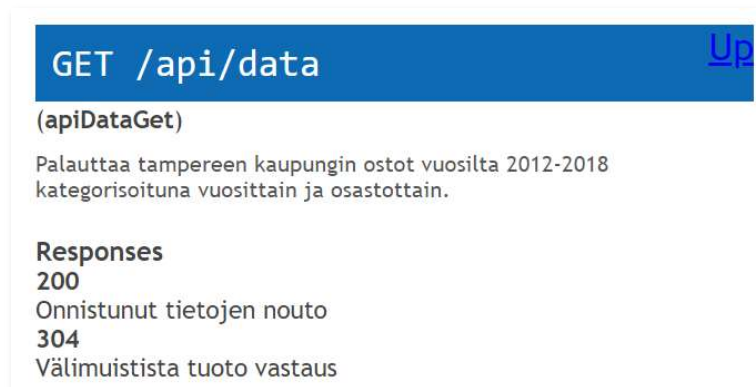 GET /api/data
Up
(apiDataGet)
Palauttaa tampereen kaupungin ostot vuosilta 2012-2018
kategorisoituna vuosittain ja osastottain.
Responses
200
Onnistunut tietojen nouto
304
Välimuistista tuoto vastaus